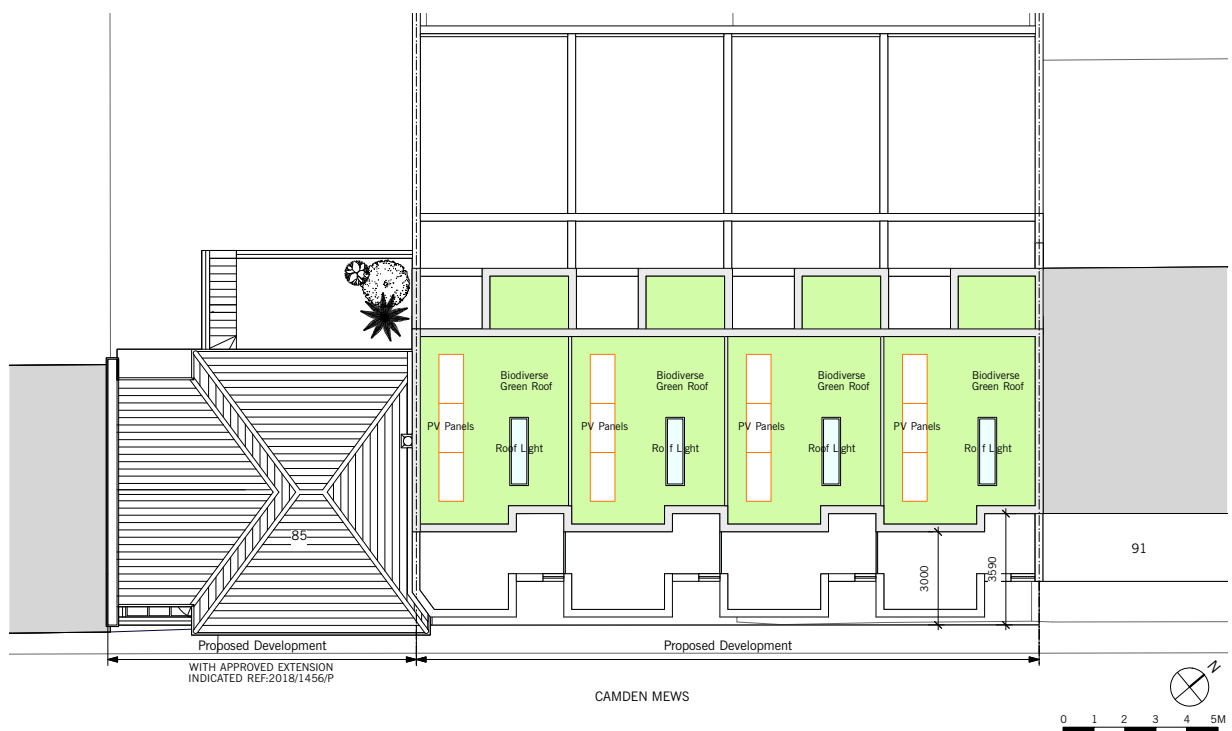 Biodiverse
Green Roof
Biodiverse
Green Roof
Biodiverse
Green Roof
Biodiverse
Green Roof
PV Panels
PV Panels
PV Panels
PV Panels
Roof Light
Roof Light
Roof Light
Roof Light
85
91
3000
3590
Proposed Development
WITH APPROVED EXTENSION
INDICATED REF:2018/1456/P
Proposed Development
CAMDEN MEWS
N
0 1 2 3 4 5M